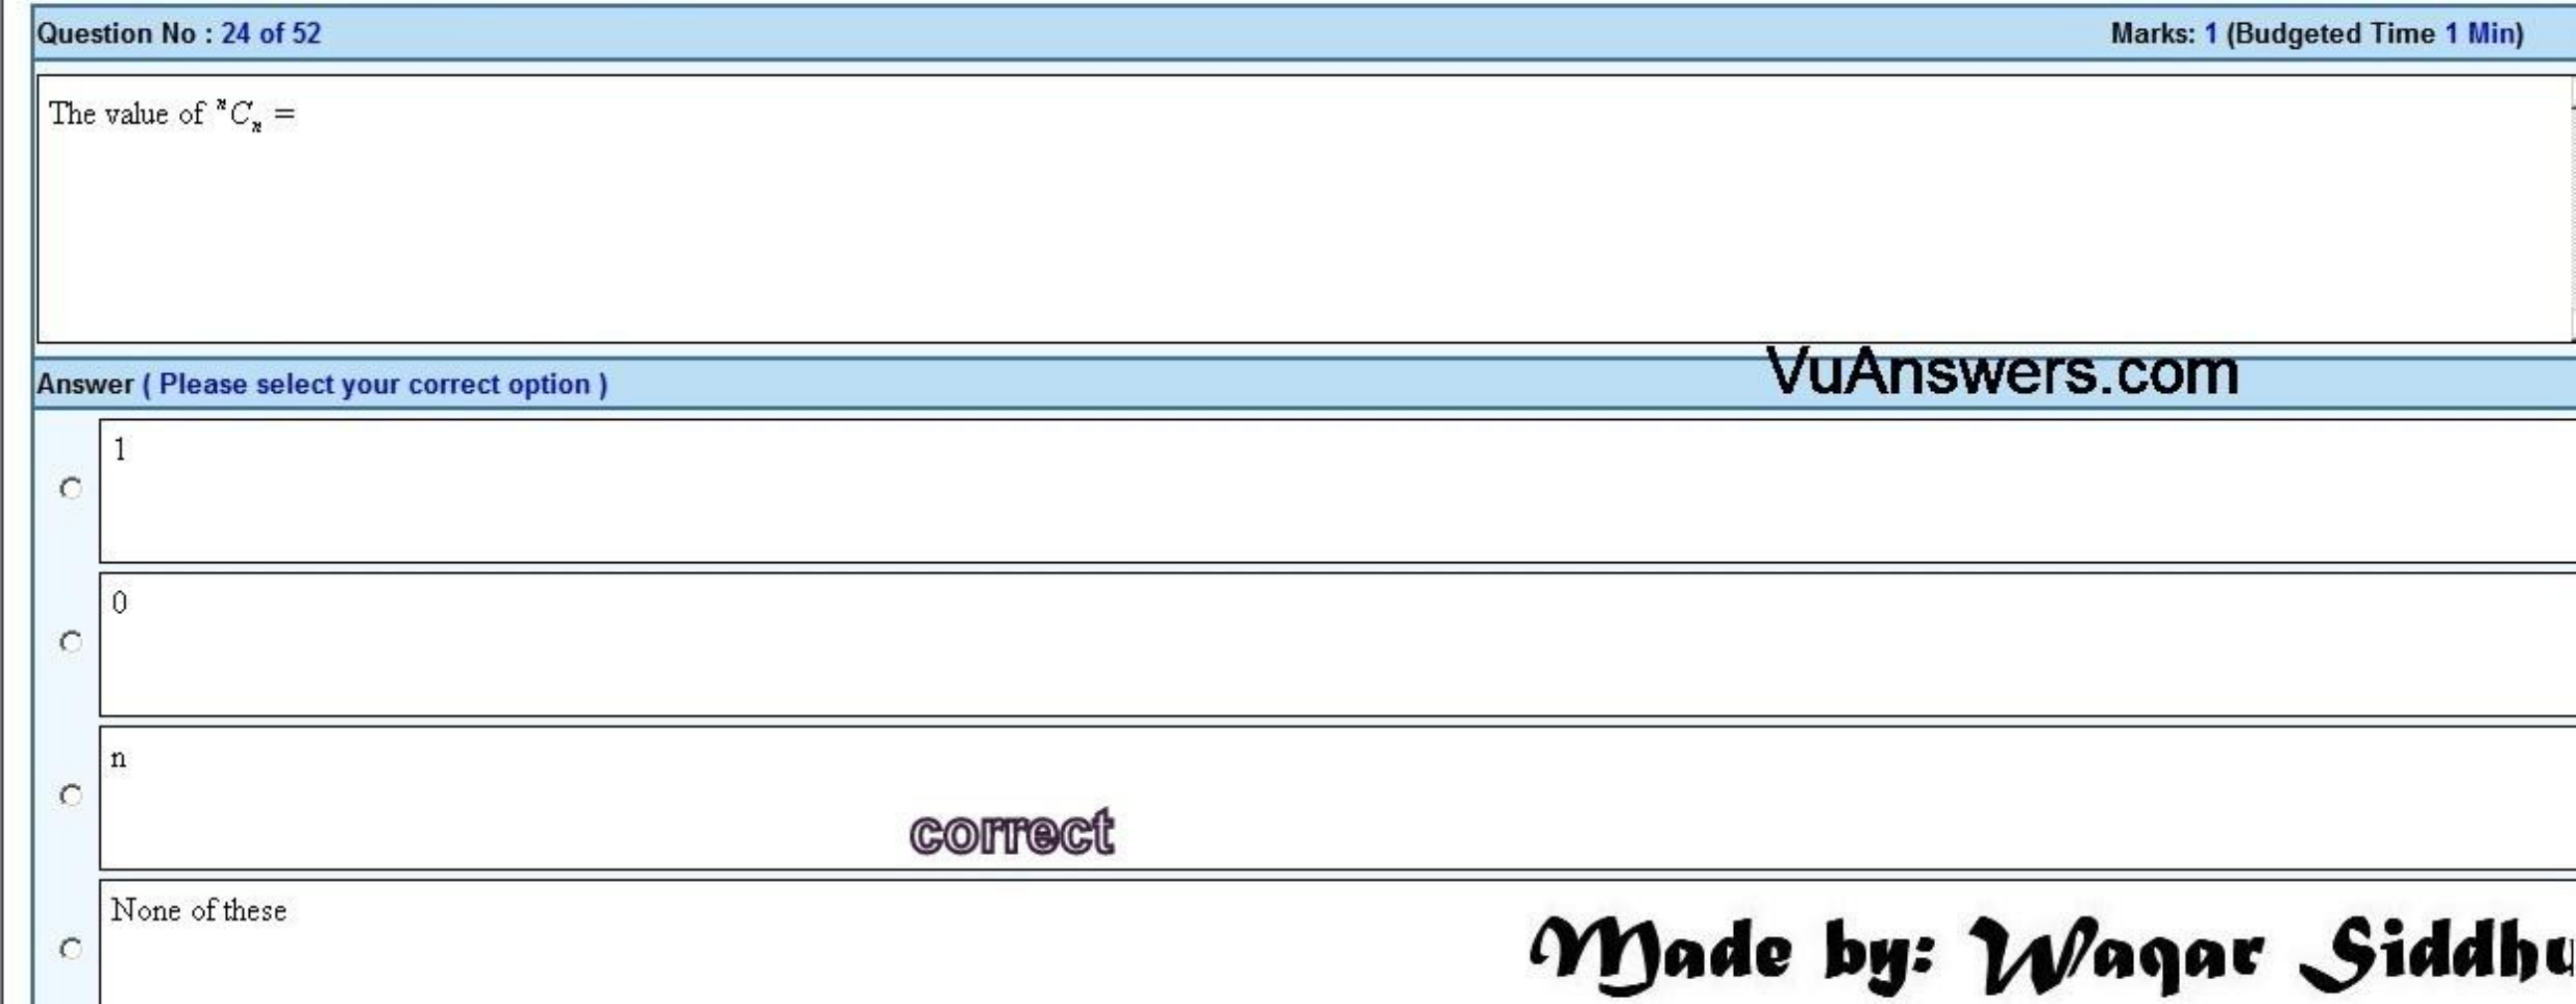 Question No : 24 of 52 Marks: 1 (Budgeted Time 1 Min)
The value of ⁿCₙ =
VuAnswers.com
Answer ( Please select your correct option )
1
0
n
correct
None of these
Made by: Waqar Siddhu